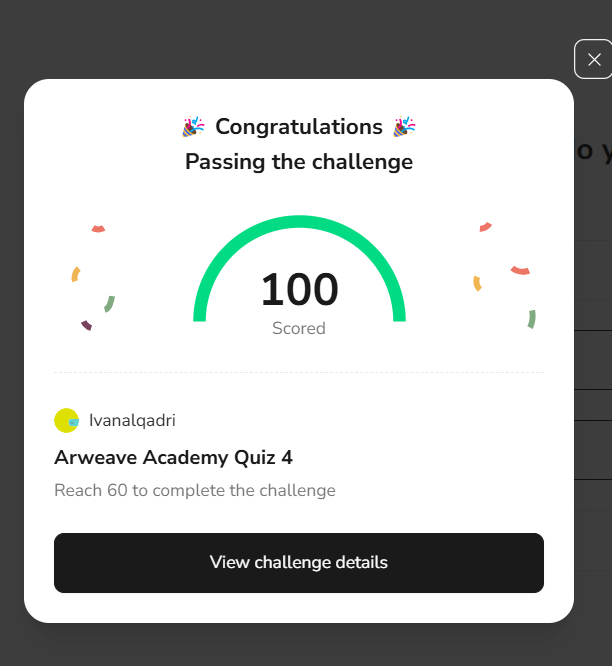 🎉 Congratulations 🎉
Passing the challenge
100
Scored
Ivanalqadri
Arweave Academy Quiz 4
Reach 60 to complete the challenge
View challenge details